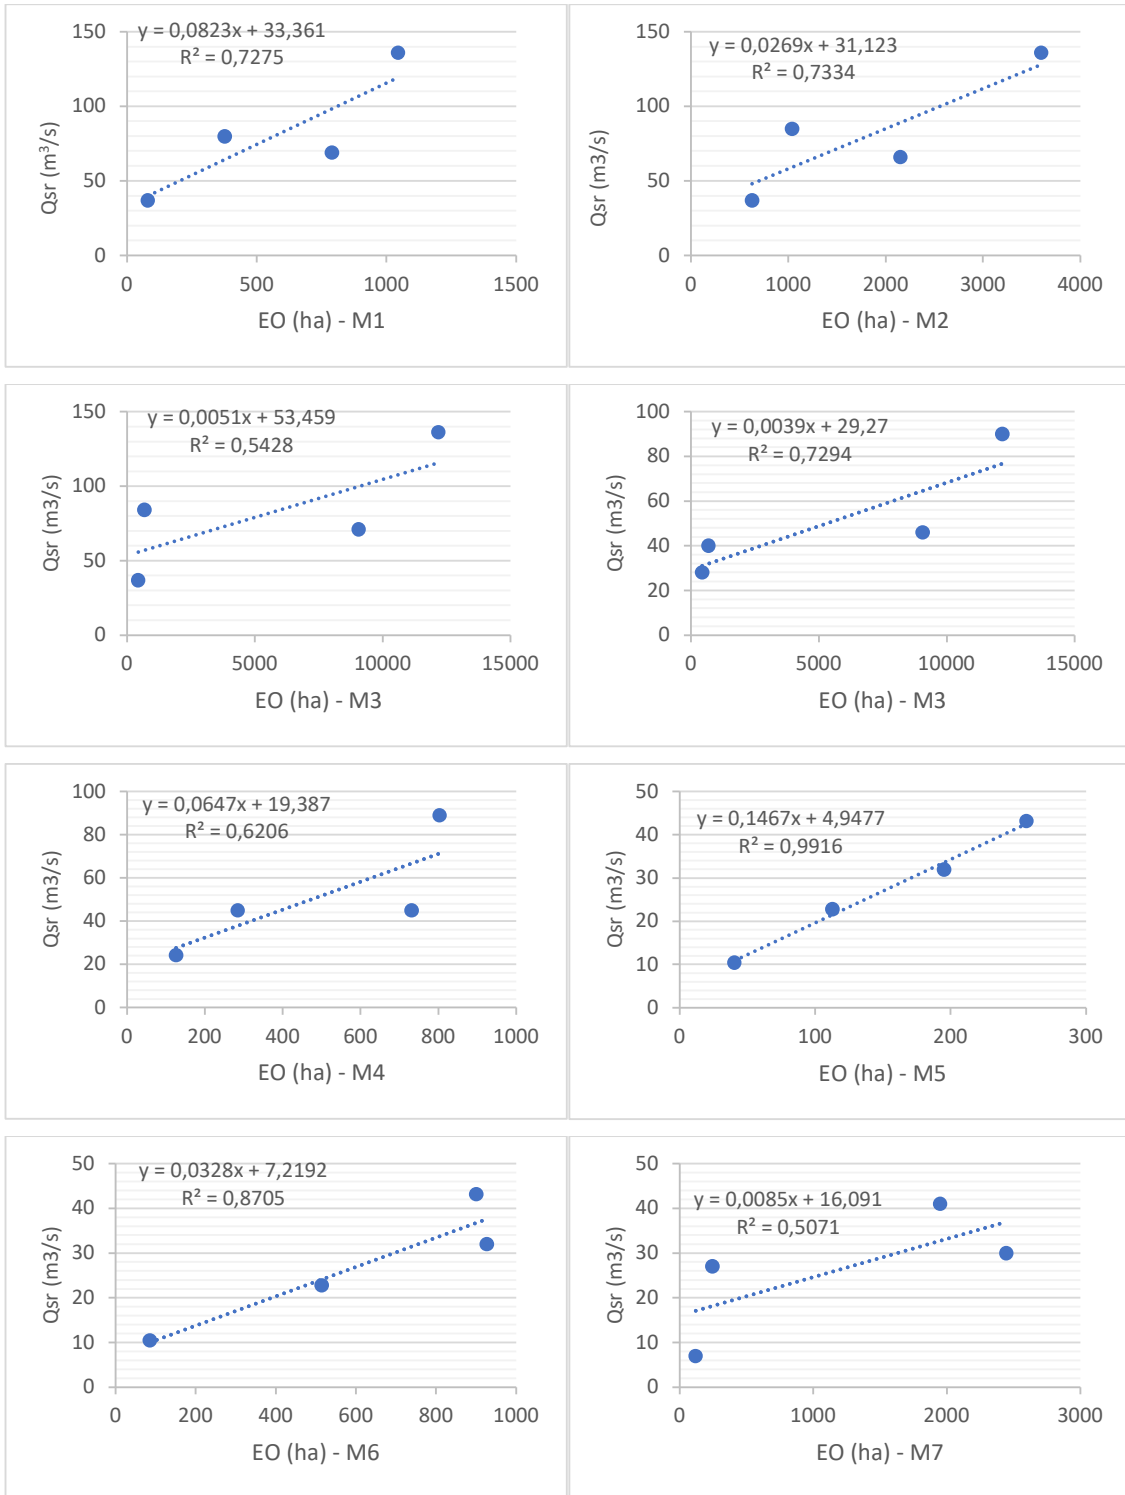 y = 0,0823x + 33,361
R² = 0,7275
150
100
50
0
Qsr (m³/s)
0 500 1000 1500
EO (ha) - M1
y = 0,0269x + 31,123
R² = 0,7334
150
100
50
0
Qsr (m3/s)
0 1000 2000 3000 4000
EO (ha) - M2
y = 0,0051x + 53,459
R² = 0,5428
150
100
50
0
Qsr (m3/s)
0 5000 10000 15000
EO (ha) - M3
y = 0,0039x + 29,27
R² = 0,7294
100
80
60
40
20
0
Qsr (m3/s)
0 5000 10000 15000
EO (ha) - M3
y = 0,0647x + 19,387
R² = 0,6206
100
80
60
40
20
0
Qsr (m3/s)
0 200 400 600 800 1000
EO (ha) - M4
y = 0,1467x + 4,9477
R² = 0,9916
50
40
30
20
10
0
Qsr (m3/s)
0 100 200 300
EO (ha) - M5
y = 0,0328x + 7,2192
R² = 0,8705
50
40
30
20
10
0
Qsr (m3/s)
0 200 400 600 800 1000
EO (ha) - M6
y = 0,0085x + 16,091
R² = 0,5071
50
40
30
20
10
0
Qsr (m3/s)
0 1000 2000 3000
EO (ha) - M7